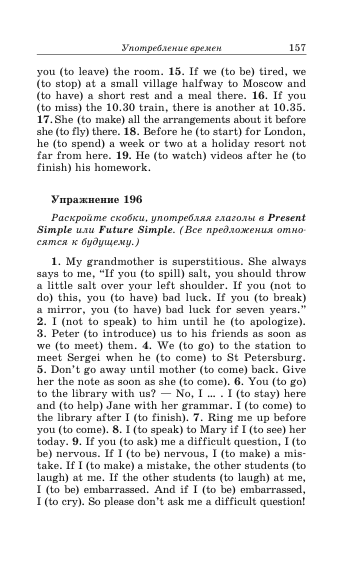 Употребление времен 157
you (to leave) the room. 15. If we (to be) tired, we
(to stop) at a small village halfway to Moscow and
(to have) a short rest and a meal there. 16. If you
(to miss) the 10.30 train, there is another at 10.35.
17. She (to make) all the arrangements about it before
she (to fly) there. 18. Before he (to start) for London,
he (to spend) a week or two at a holiday resort not
far from here. 19. He (to watch) videos after he (to
finish) his homework.
Упражнение 196
Раскройте скобки, употребляя глаголы в Present
Simple или Future Simple. (Все предложения отно-
сятся к будущему.)
1. My grandmother is superstitious. She always
says to me, “If you (to spill) salt, you should throw
a little salt over your left shoulder. If you (not to
do) this, you (to have) bad luck. If you (to break)
a mirror, you (to have) bad luck for seven years.”
2. I (not to speak) to him until he (to apologize).
3. Peter (to introduce) us to his friends as soon as
we (to meet) them. 4. We (to go) to the station to
meet Sergei when he (to come) to St Petersburg.
5. Don’t go away until mother (to come) back. Give
her the note as soon as she (to come). 6. You (to go)
to the library with us? — No, I ... . I (to stay) here
and (to help) Jane with her grammar. I (to come) to
the library after I (to finish). 7. Ring me up before
you (to come). 8. I (to speak) to Mary if I (to see) her
today. 9. If you (to ask) me a difficult question, I (to
be) nervous. If I (to be) nervous, I (to make) a mis-
take. If I (to make) a mistake, the other students (to
laugh) at me. If the other students (to laugh) at me,
I (to be) embarrassed. And if I (to be) embarrassed,
I (to cry). So please don’t ask me a difficult question!